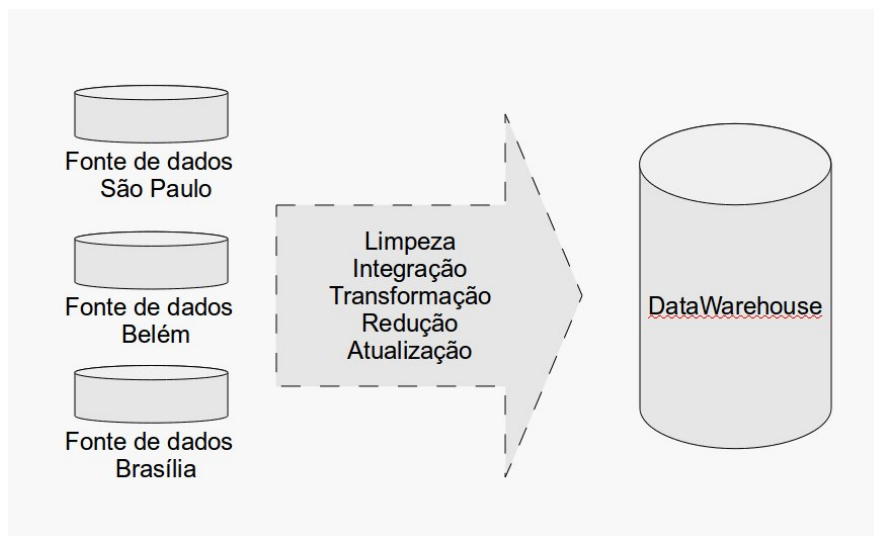 Fonte de dados
São Paulo
Fonte de dados
Belém
Fonte de dados
Brasília
Limpeza
Integração
Transformação
Redução
Atualização
DataWarehouse